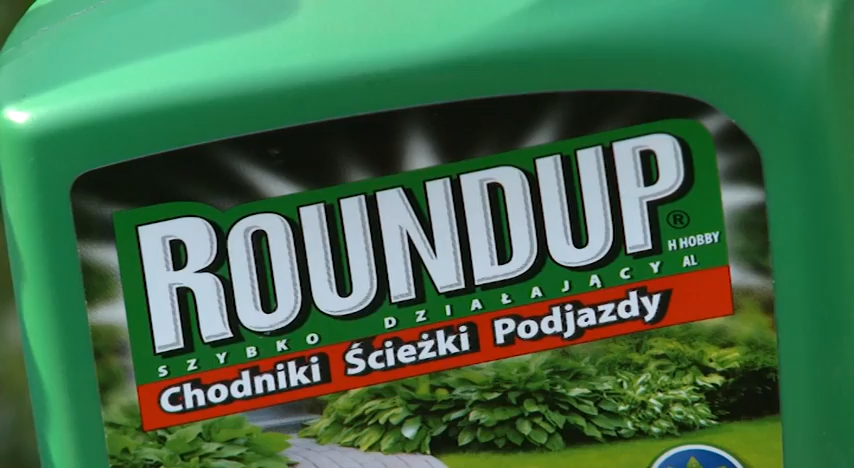 ROUNDUP®
H HOBBY
AL
SZYBKO DZIAŁAJĄCY
Chodniki Ścieżki Podjazdy